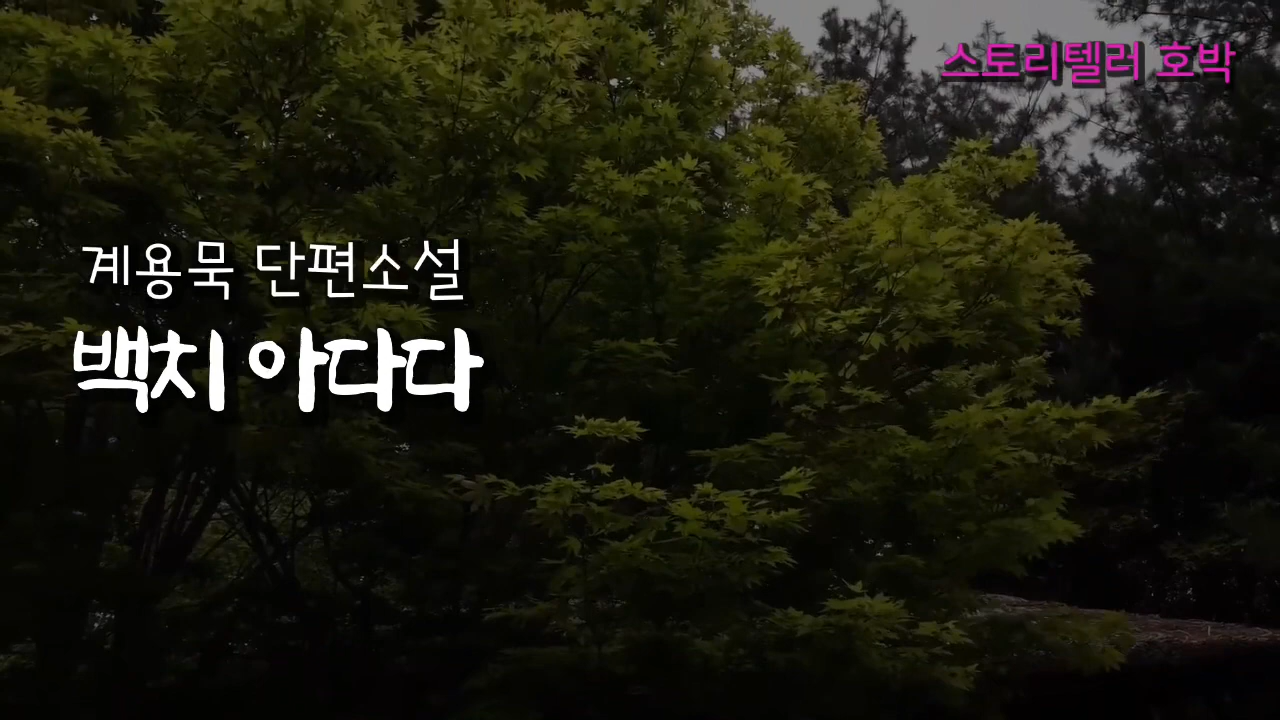 스토리텔러 호박
계용묵 단편소설
백치 아다다